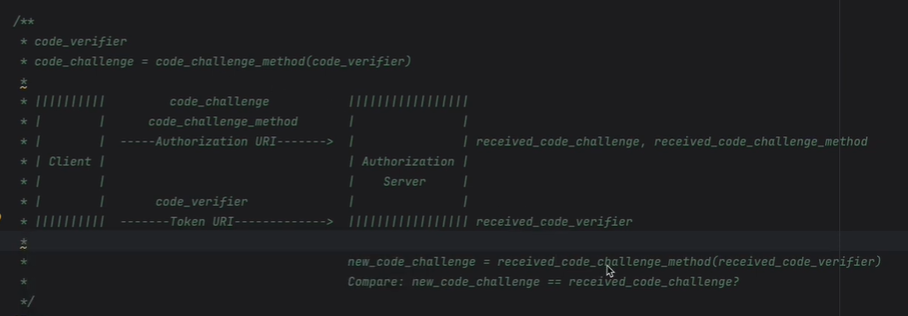 /**
 * code_verifier
 * code_challenge = code_challenge_method(code_verifier)
 *
 * ||||||||||         code_challenge           |||||||||||||||||
 * |        |      code_challenge_method       |               |
 * |        |  -----Authorization URI------->  |               | received_code_challenge, received_code_challenge_method
 * | Client |                                  | Authorization |
 * |        |                                  |    Server     |
 * |        |       code_verifier              |               |
 * ||||||||||  -------Token URI------------->  ||||||||||||||||| received_code_verifier
 *
 *                                             new_code_challenge = received_code_challenge_method(received_code_verifier)
 *                                             Compare: new_code_challenge == received_code_challenge?
 */